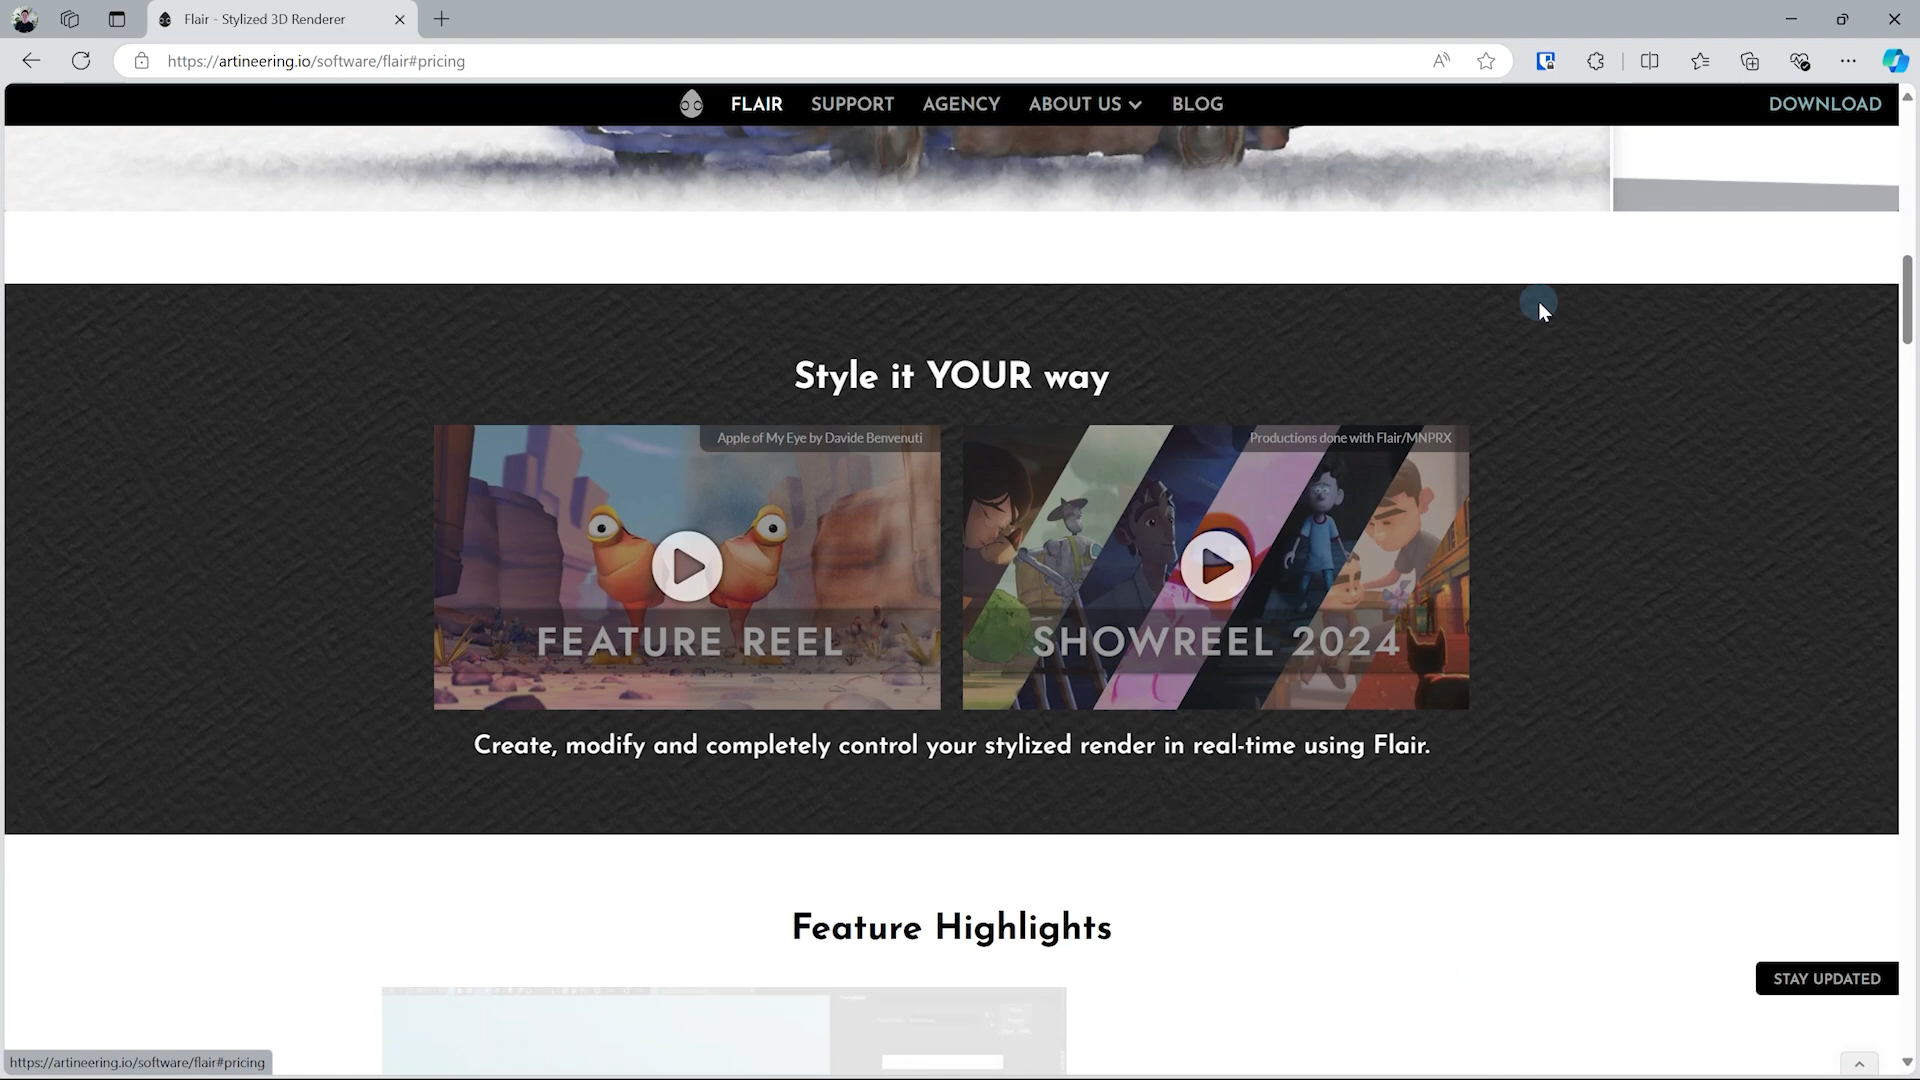 Flair - Stylized 3D Renderer
https://artineering.io/software/flair#pricing
FLAIR SUPPORT AGENCY ABOUT US BLOG DOWNLOAD
Style it YOUR way
Apple of My Eye by Davide Benvenuti
Productions done with Flair/MNPRX
FEATURE REEL
SHOWREEL 2024
Create, modify and completely control your stylized render in real-time using Flair.
Feature Highlights
STAY UPDATED
https://artineering.io/software/flair#pricing